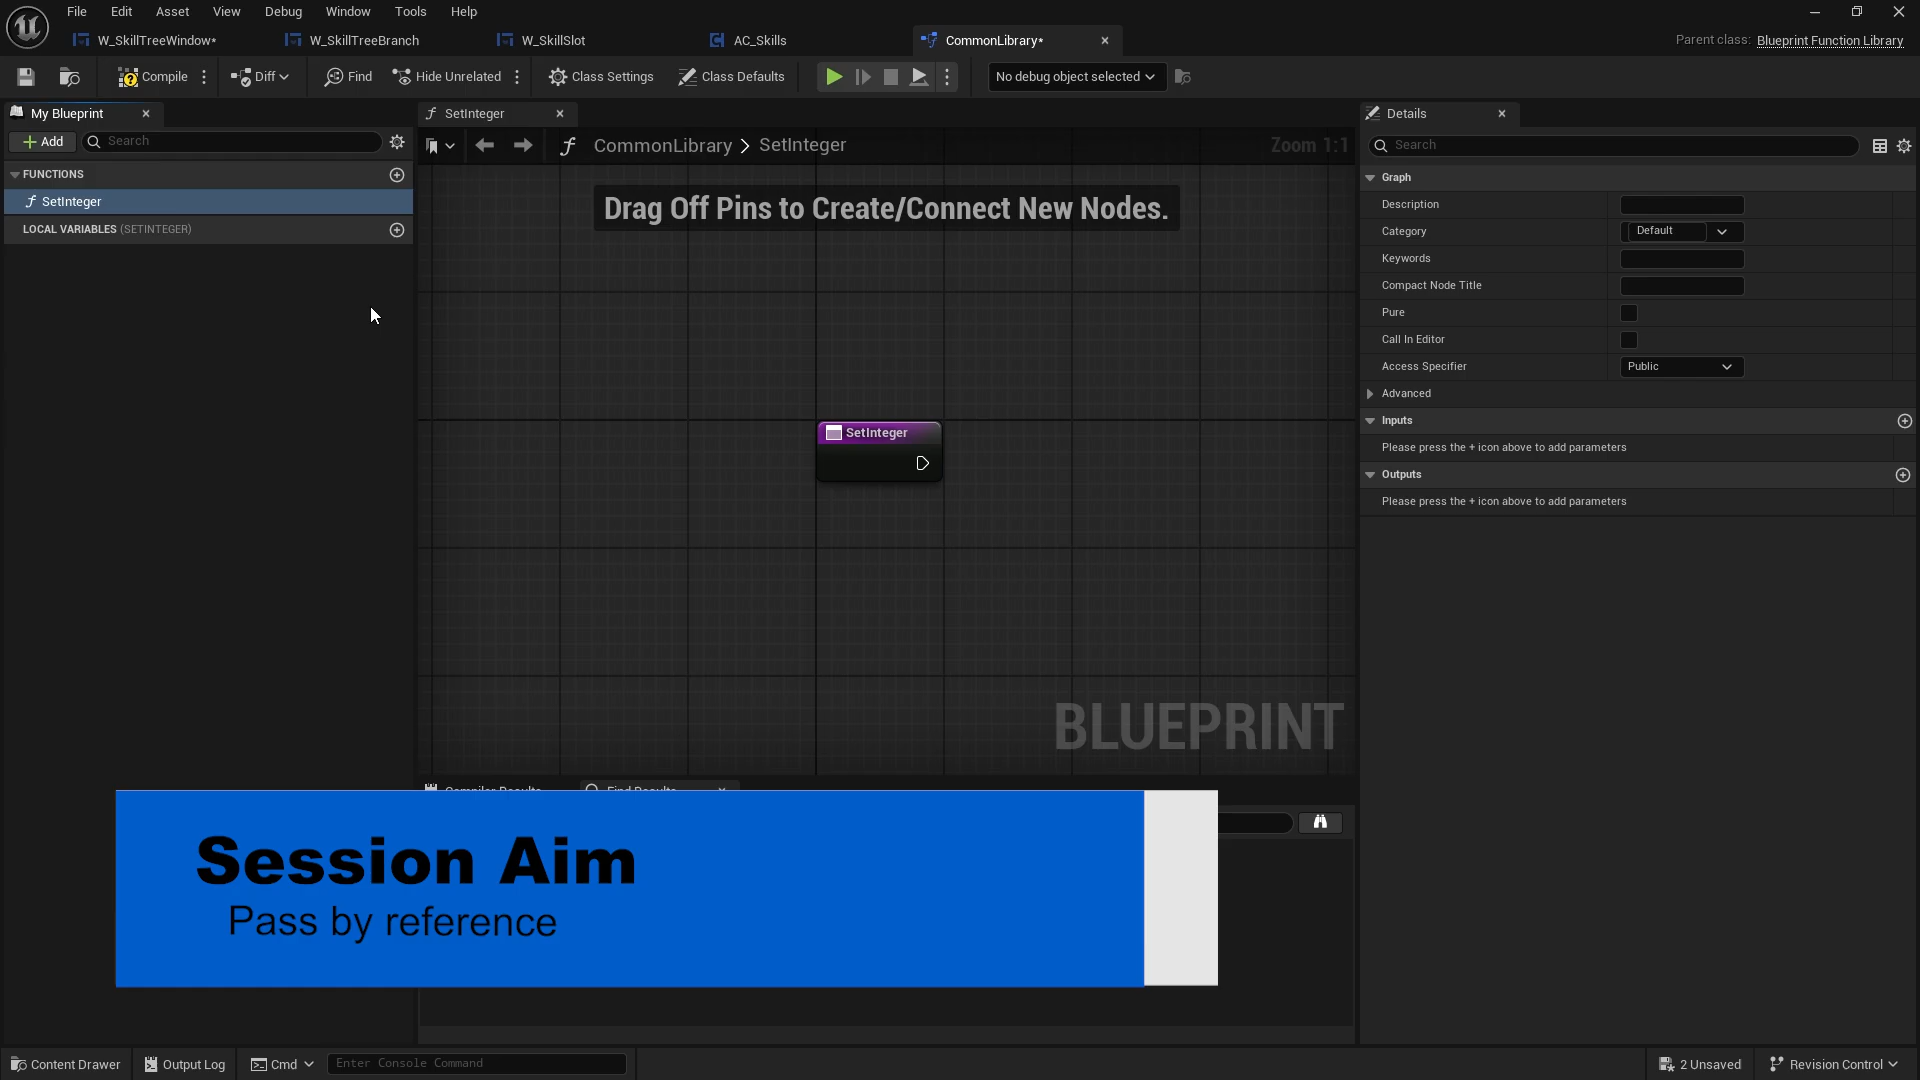 File Edit Asset View Debug Window Tools Help
W_SkillTreeWindow* W_SkillTreeBranch W_SkillSlot AC_Skills CommonLibrary* Parent class: Blueprint Function Library
Compile Diff Find Hide Unrelated Class Settings Class Defaults No debug object selected
My Blueprint SetInteger Details
Add Search CommonLibrary > SetInteger Zoom 1:1 Search
FUNCTIONS Graph
SetInteger Drag Off Pins to Create/Connect New Nodes. Description
LOCAL VARIABLES (SETINTEGER) Category Default
Keywords
Compact Node Title
Pure
Call In Editor
Access Specifier Public
Advanced
Inputs
SetInteger Please press the + icon above to add parameters
Outputs
Please press the + icon above to add parameters
BLUEPRINT
Compiler Results Find Results
Session Aim
Pass by reference
Content Drawer Output Log Cmd Enter Console Command 2 Unsaved Revision Control